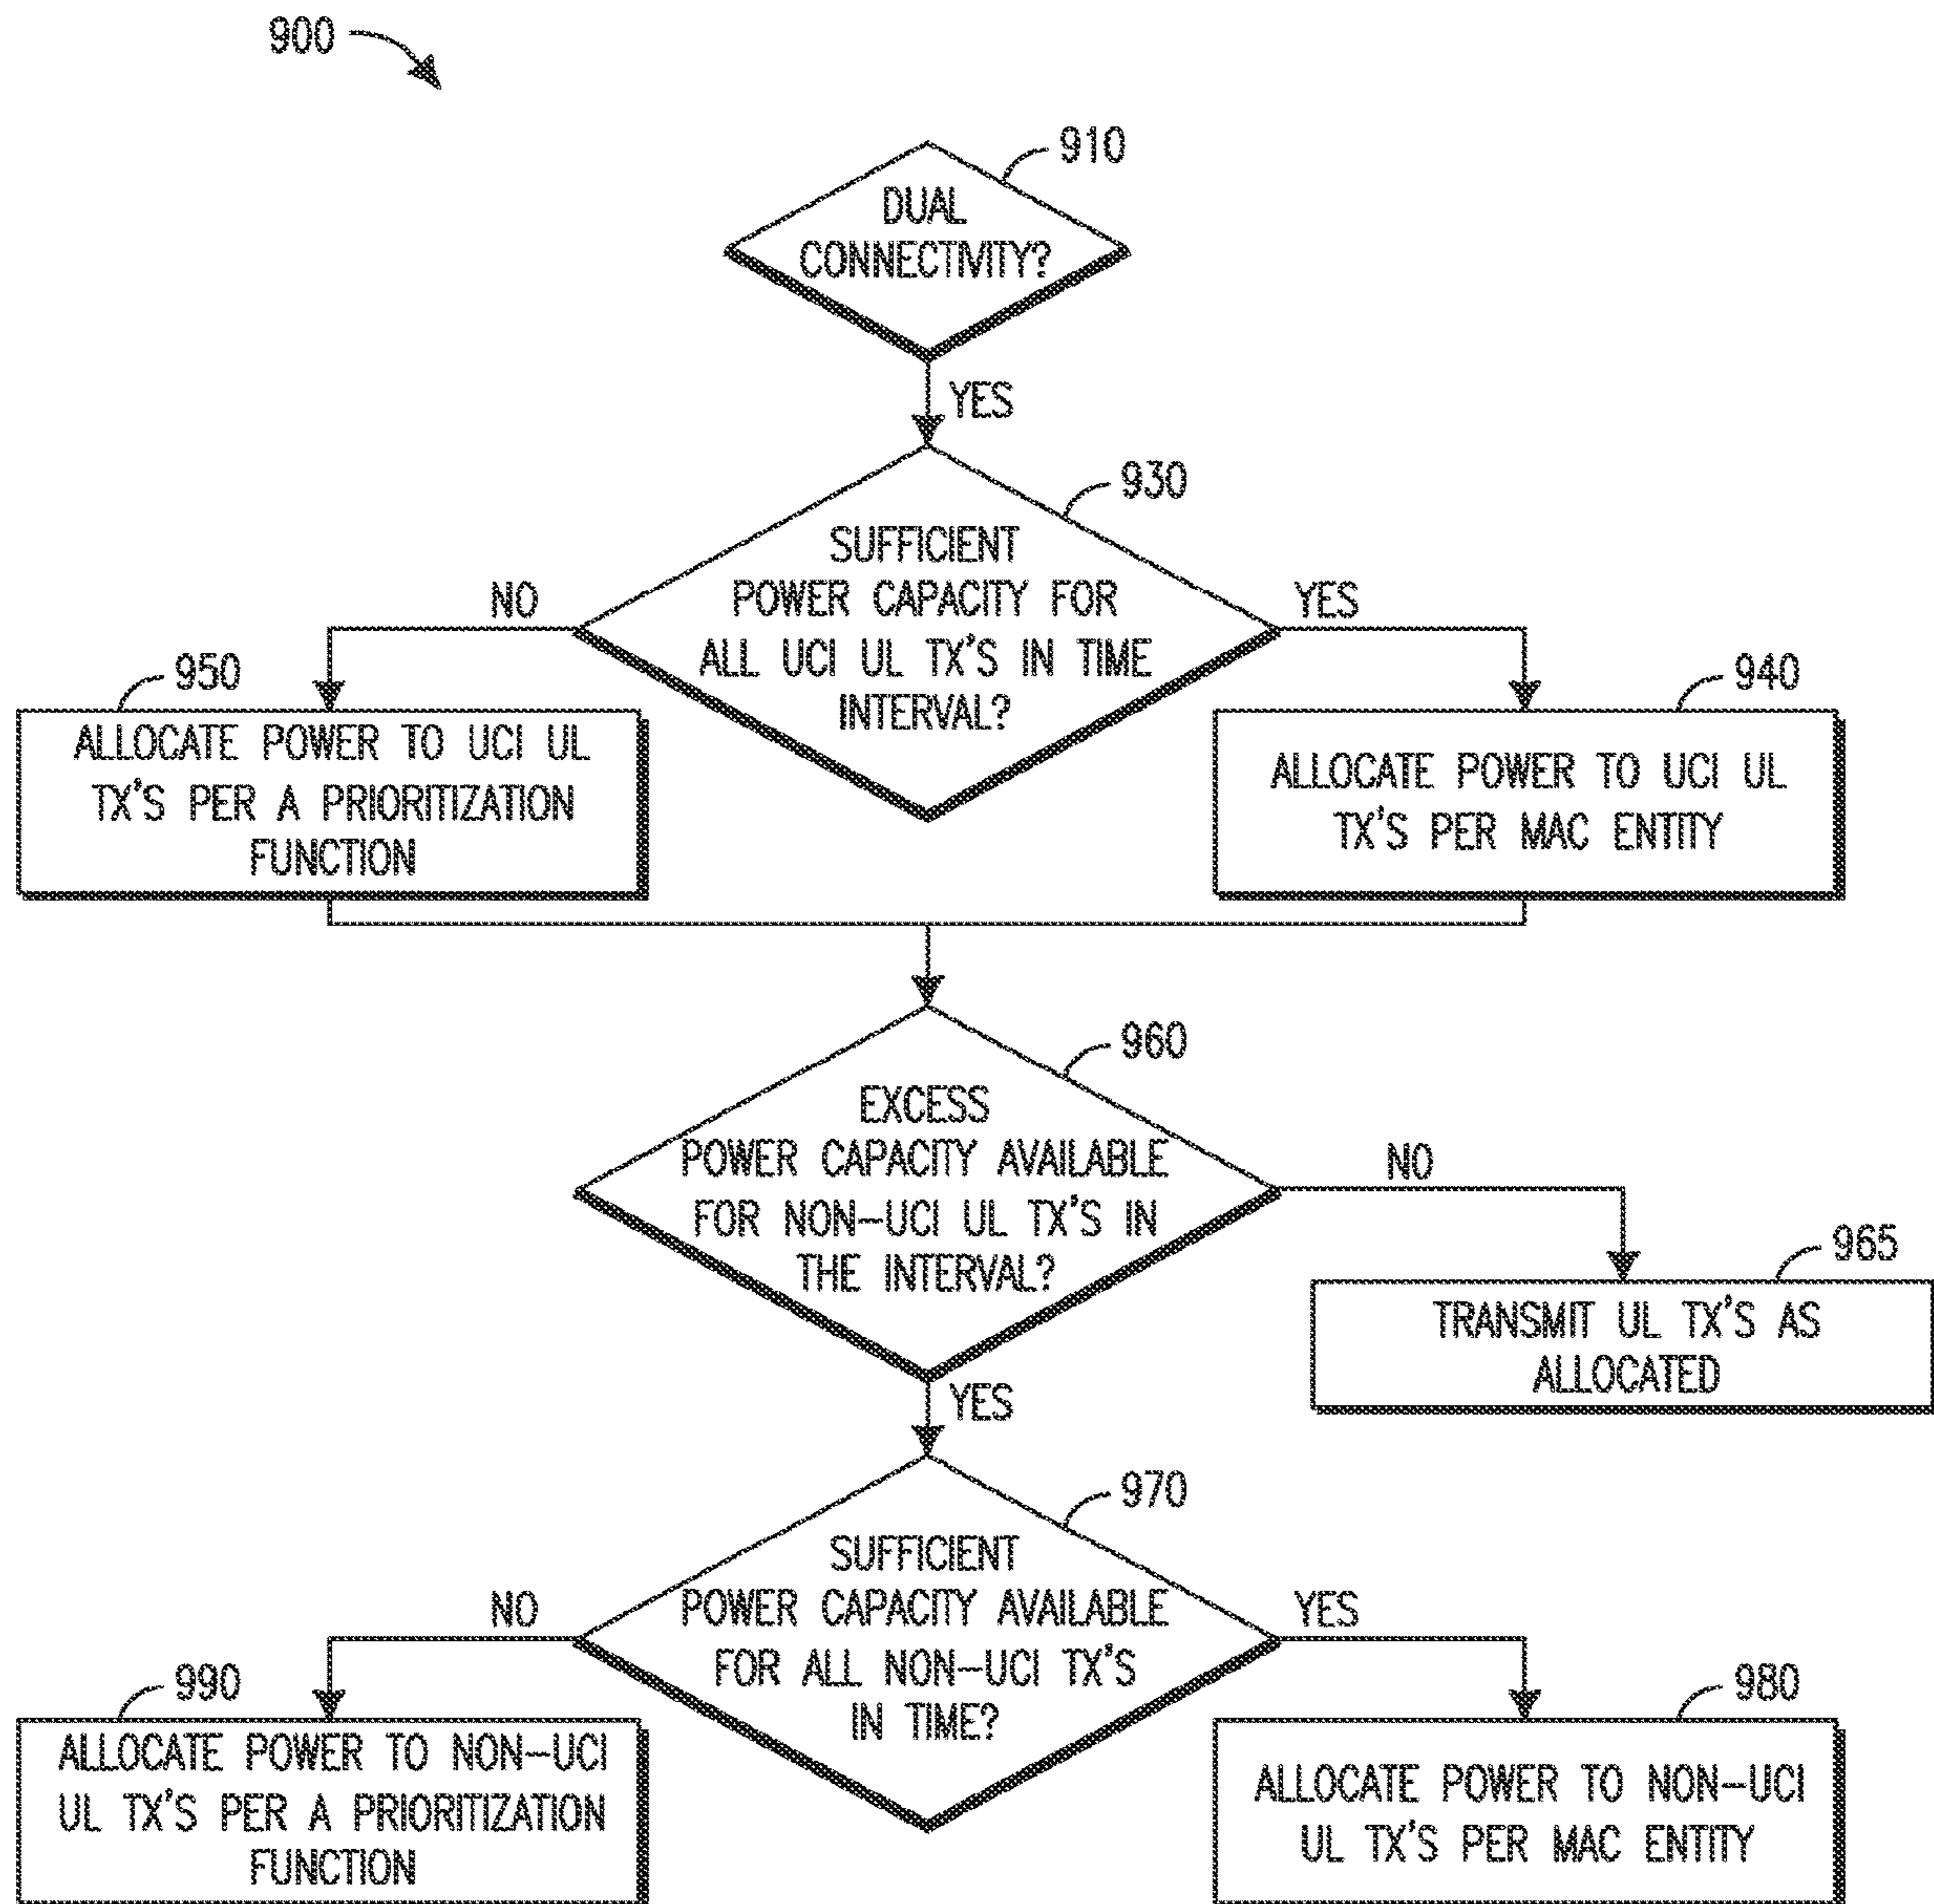 900
910
DUAL
CONNECTIVITY?
YES
930
SUFFICIENT
POWER CAPACITY FOR
ALL UCI UL TX'S IN TIME
INTERVAL?
NO
YES
950
ALLOCATE POWER TO UCI UL
TX'S PER A PRIORITIZATION
FUNCTION
940
ALLOCATE POWER TO UCI UL
TX'S PER MAC ENTITY
960
EXCESS
POWER CAPACITY AVAILABLE
FOR NON-UCI UL TX'S IN
THE INTERVAL?
NO
965
TRANSMIT UL TX'S AS
ALLOCATED
YES
970
SUFFICIENT
POWER CAPACITY AVAILABLE
FOR ALL NON-UCI TX'S
IN TIME?
NO
YES
990
ALLOCATE POWER TO NON-UCI
UL TX'S PER A PRIORITIZATION
FUNCTION
980
ALLOCATE POWER TO NON-UCI
UL TX'S PER MAC ENTITY